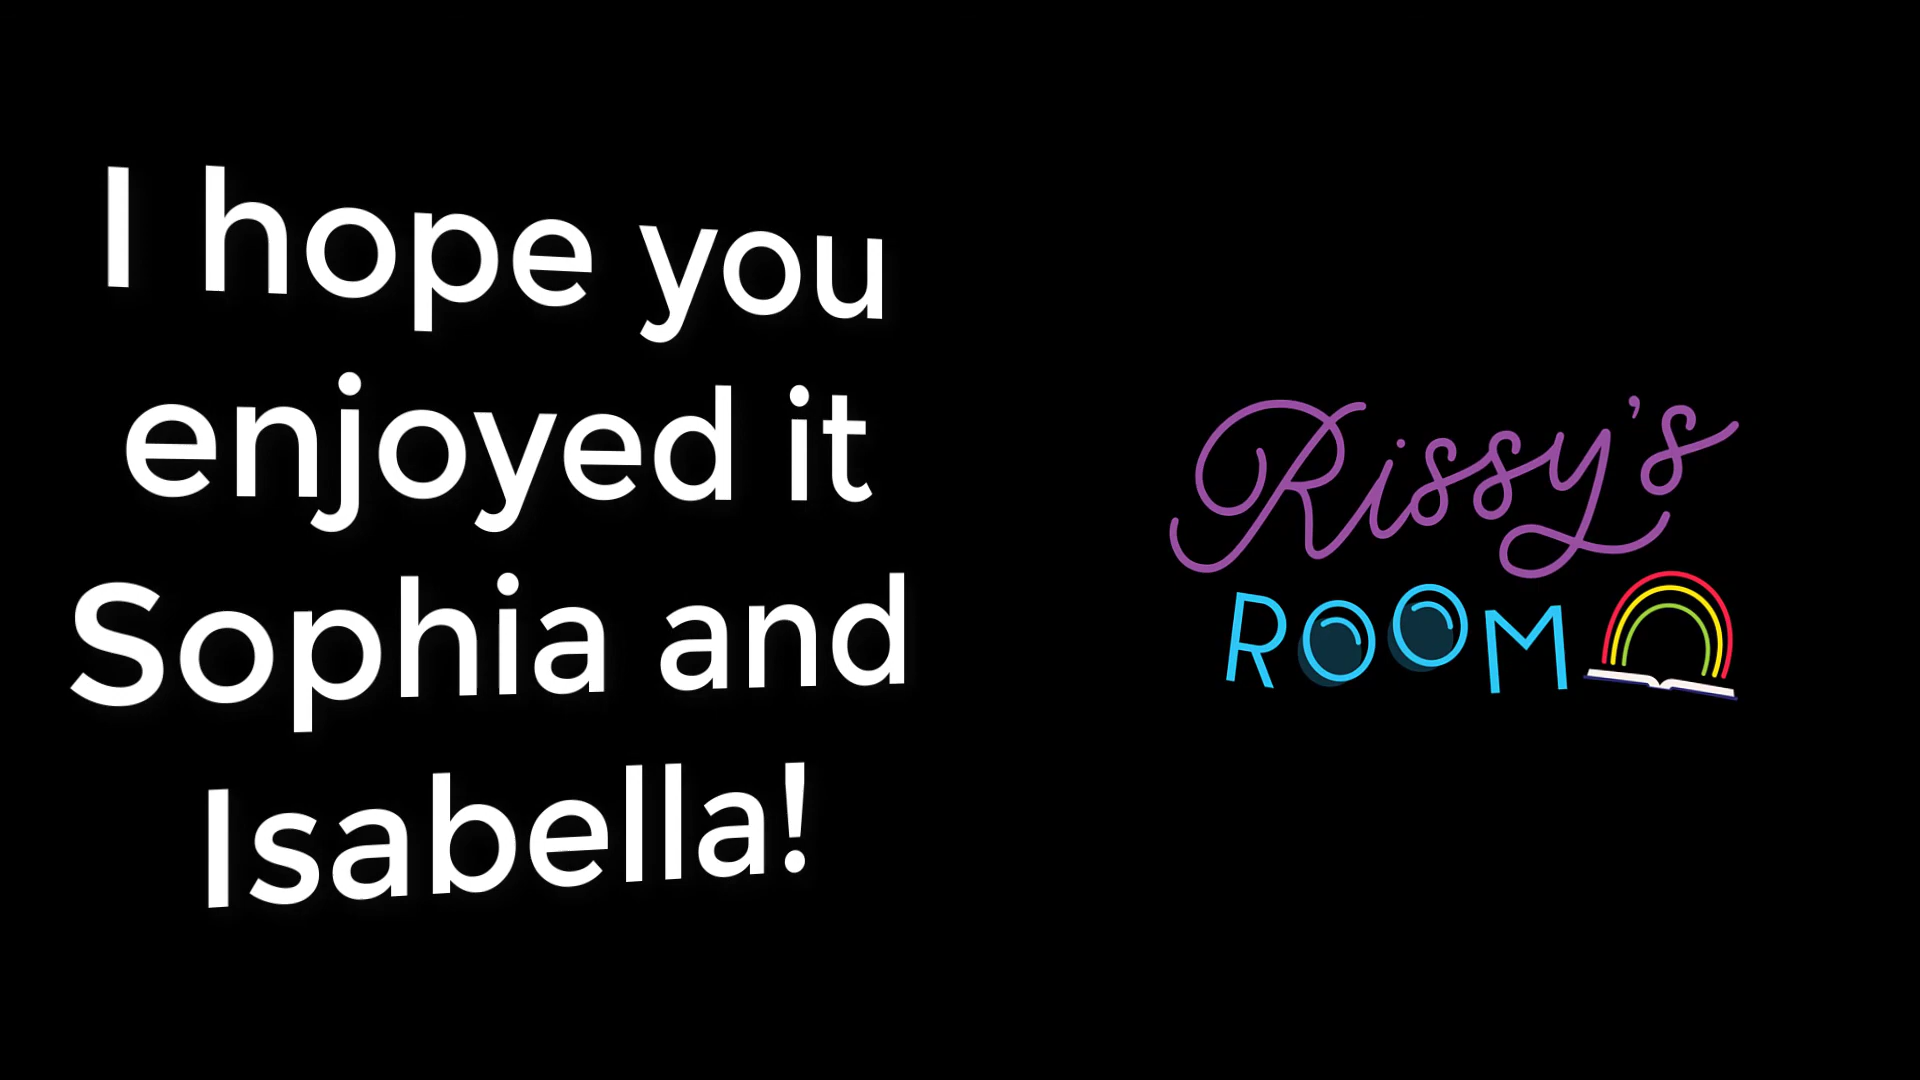 I hope you
enjoyed it
Sophia and
Isabella!
Rissy's
ROOM